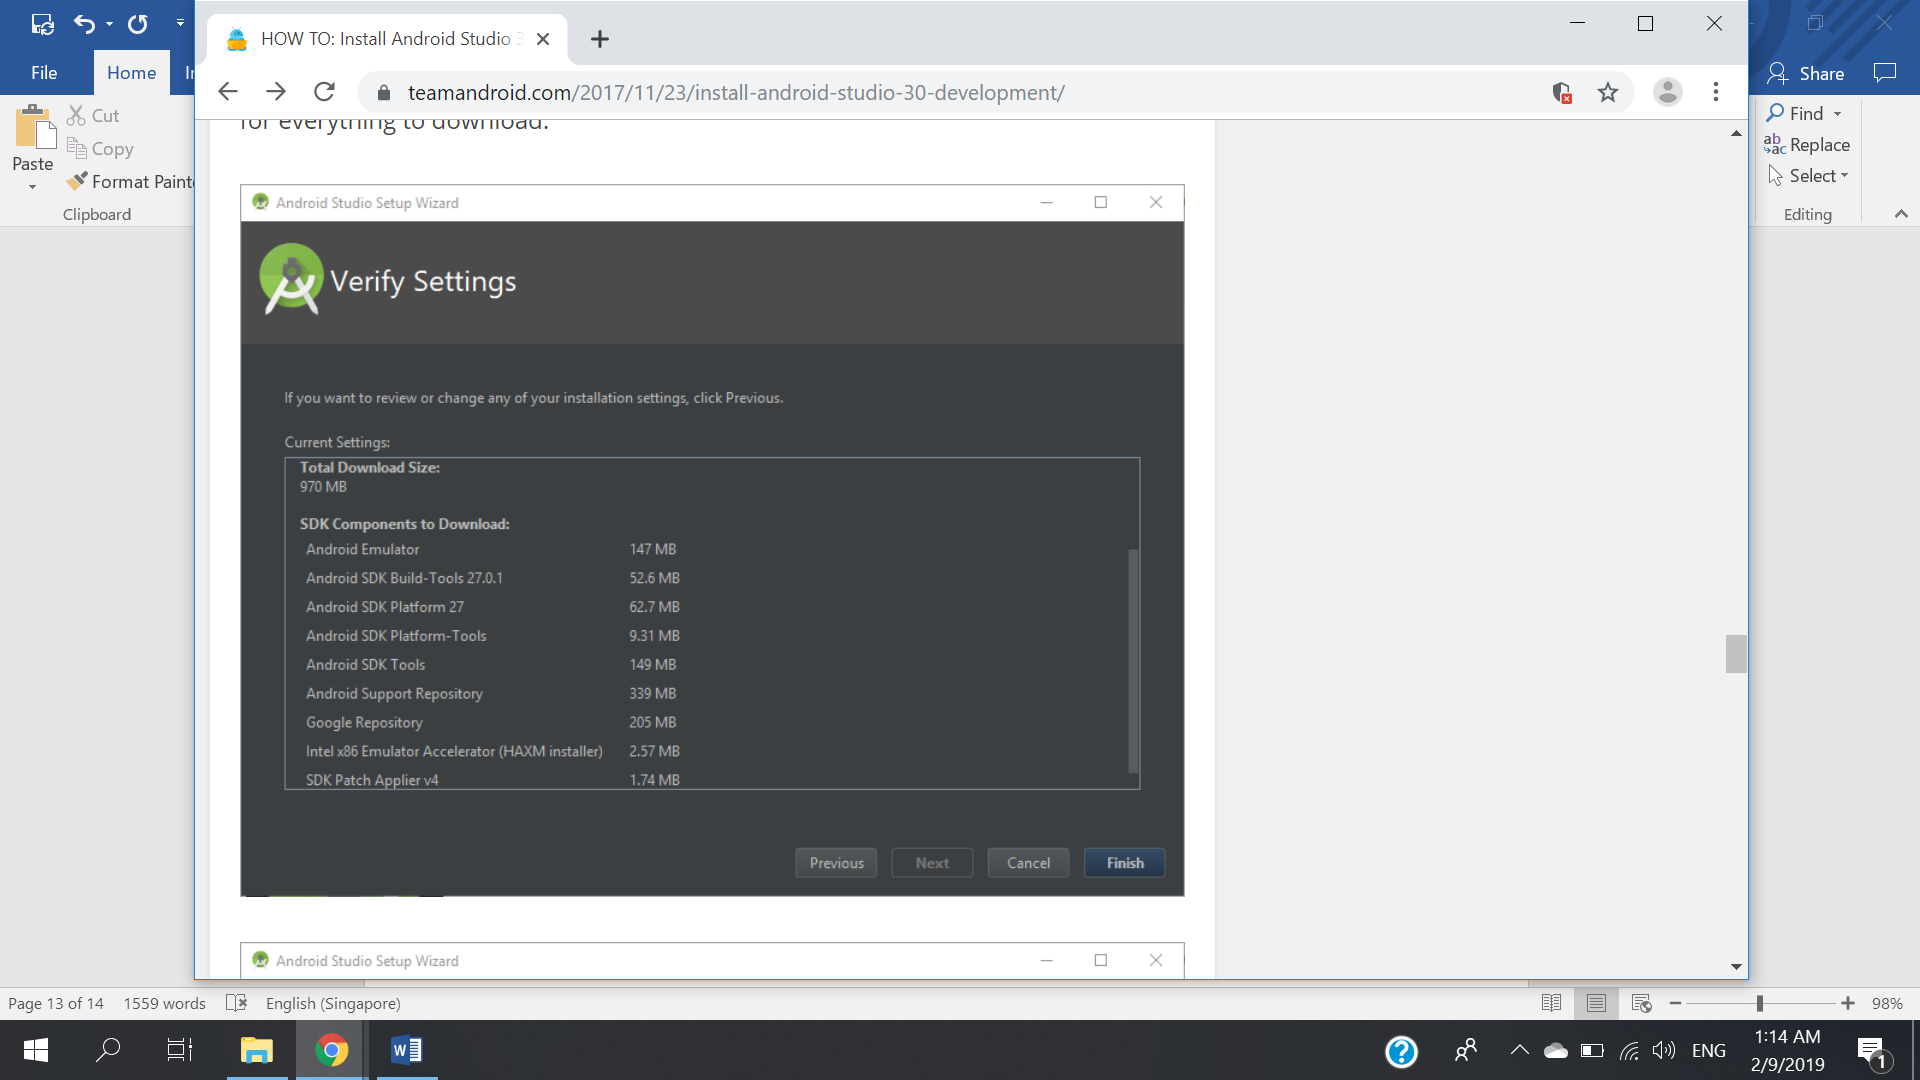 HOW TO: Install Android Studio 3
File
Home
Share
teamandroid.com/2017/11/23/install-android-studio-30-development/
Cut
Copy
Paste
Format Painte
Clipboard
Find
Replace
Select
Editing
for everything to download.
Android Studio Setup Wizard
Verify Settings
If you want to review or change any of your installation settings, click Previous.
Current Settings:
Total Download Size:
970 MB
SDK Components to Download:
Android Emulator 147 MB
Android SDK Build-Tools 27.0.1 52.6 MB
Android SDK Platform 27 62.7 MB
Android SDK Platform-Tools 9.31 MB
Android SDK Tools 149 MB
Android Support Repository 339 MB
Google Repository 205 MB
Intel x86 Emulator Accelerator (HAXM installer) 2.57 MB
SDK Patch Applier v4 1.74 MB
Previous Next Cancel Finish
Android Studio Setup Wizard
Page 13 of 14 1559 words English (Singapore) 98%
ENG
1:14 AM
2/9/2019
1